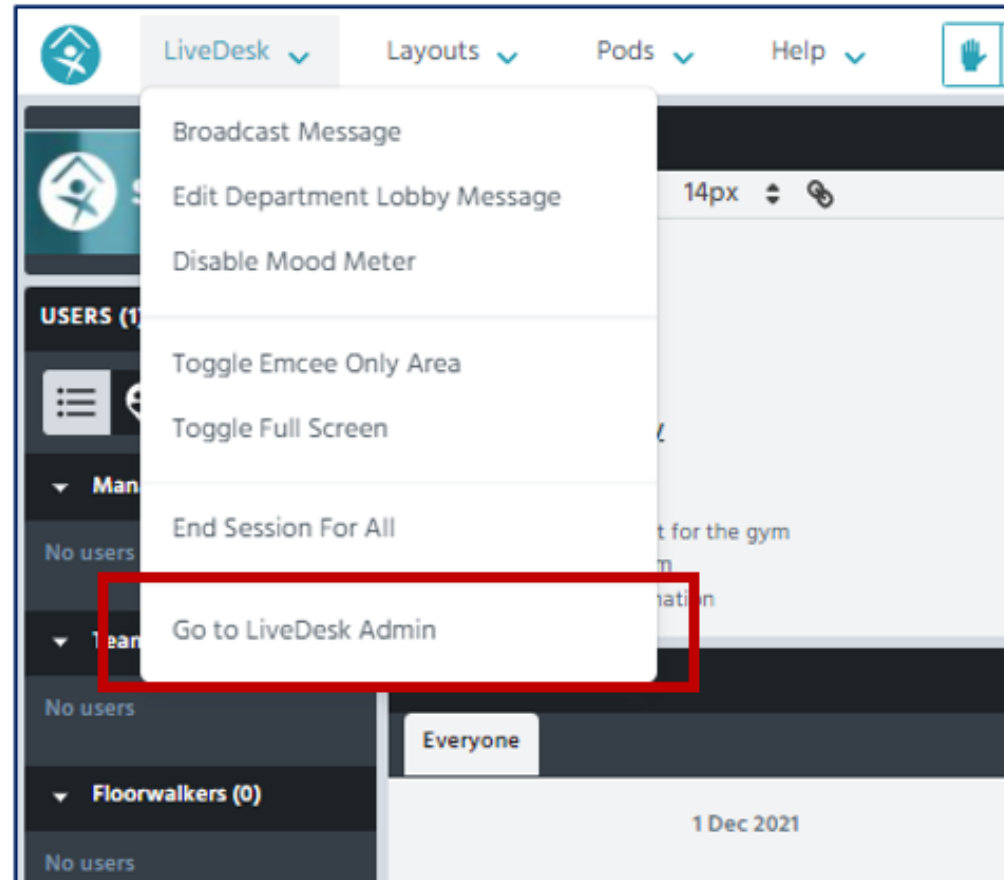 LiveDesk Layouts Pods Help
Broadcast Message
Edit Department Lobby Message
14px
Disable Mood Meter
USERS (1)
Toggle Emcee Only Area
Toggle Full Screen
End Session For All
t for the gym
No users
Go to LiveDesk Admin
No users
Everyone
Floorwalkers (0)
1 Dec 2021
No users